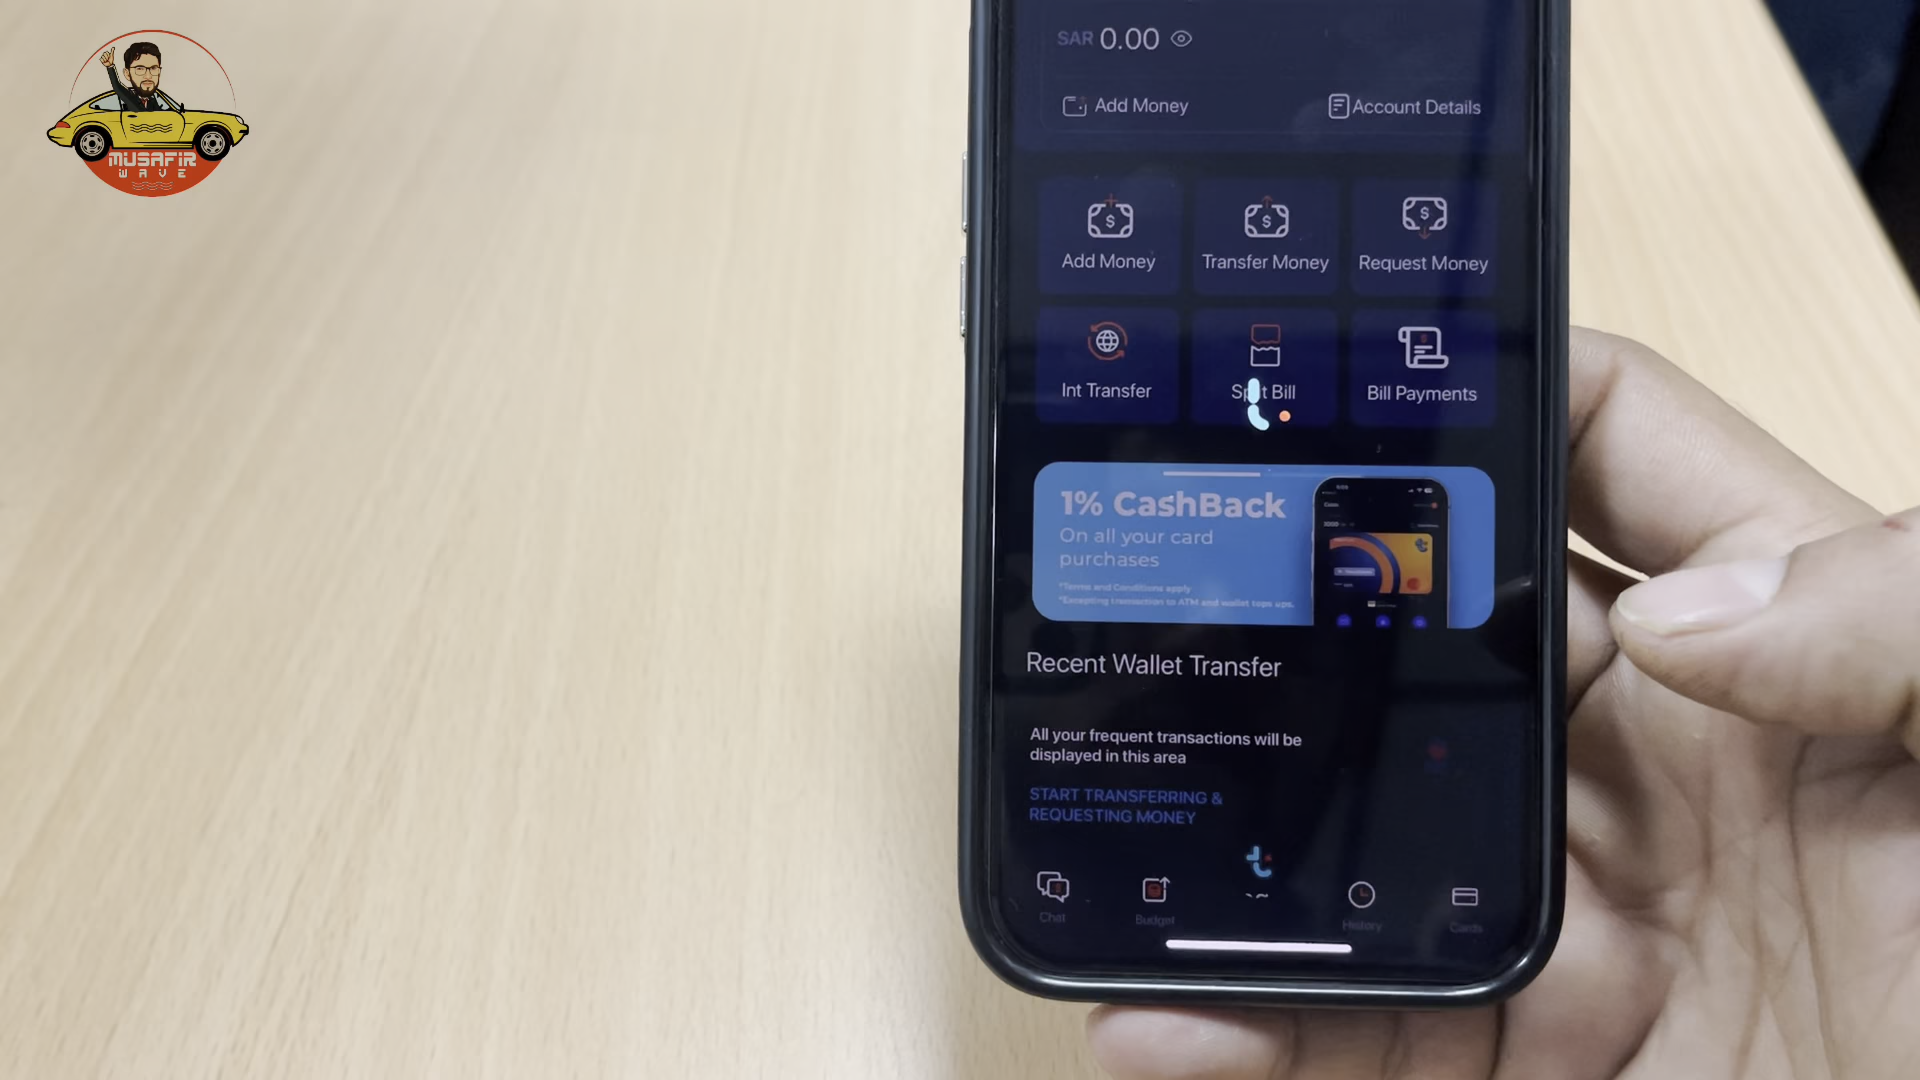 MUSAFIR
WAVE
SAR 0.00
Add Money
Account Details
Add Money
Transfer Money
Request Money
Int Transfer
Split Bill
Bill Payments
1% CashBack
On all your card
purchases
*Terms and Conditions apply
*Excepting transaction to ATM and wallet tops ups.
Recent Wallet Transfer
All your frequent transactions will be
displayed in this area
START TRANSFERRING &
REQUESTING MONEY
Chat
Budget
History
Cards